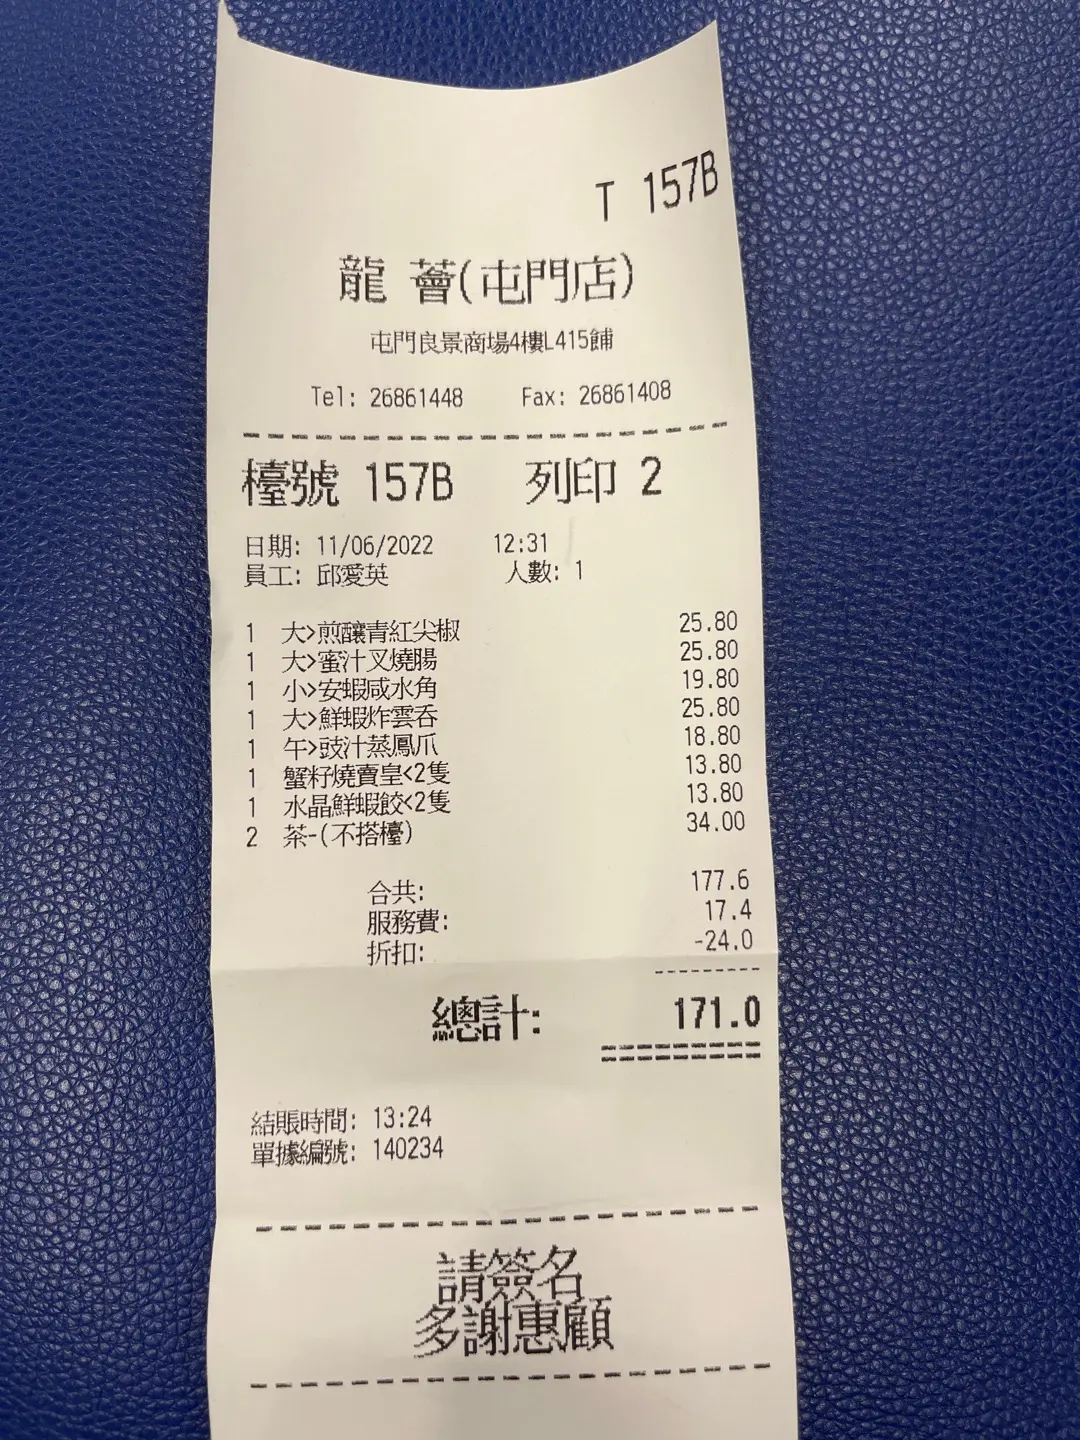 T 157B
龍 薈(屯門店)
屯門良景商場4樓L415舖
Tel: 26861448 Fax: 26861408
檯號 157B 列印 2
日期: 11/06/2022 12:31
員工: 邱愛英 人數: 1
1 大>煎釀青紅尖椒 25.80
1 大>蜜汁叉燒腸 25.80
1 小>安蝦咸水角 19.80
1 大>鮮蝦炸雲吞 25.80
1 午>豉汁蒸鳳爪 18.80
1 蟹籽燒賣皇<2隻 13.80
1 水晶鮮蝦餃<2隻 13.80
2 茶-(不搭檯) 34.00
合共: 177.6
服務費: 17.4
折扣: -24.0
總計: 171.0
結賬時間: 13:24
單據編號: 140234
請簽名
多謝惠顧